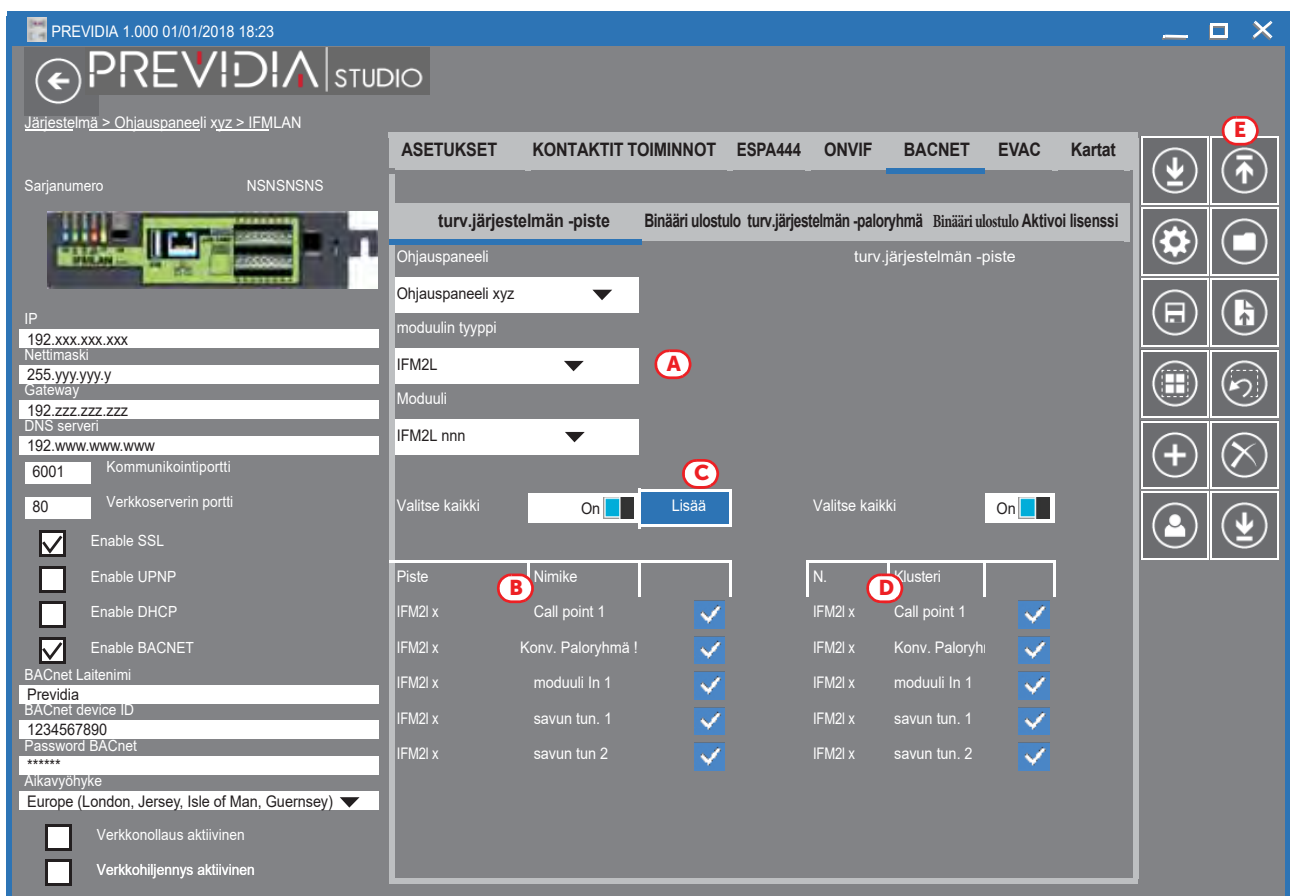 PREVIDIA 1.000 01/01/2018 18:23
PREVIDIA STUDIO
Järjestelmä > Ohjauspaneeli xyz > IFMLAN
E
ASETUKSET KONTAKTIT TOIMINNOT ESPA444 ONVIF BACNET EVAC Kartat
Sarjanumero NSNSNSNS
turv.järjestelmän -piste Binääri ulostulo turv.järjestelmän -paloryhmä Binääri ulostulo Aktivoi lisenssi
IFMLAN
Ohjauspaneeli turv.järjestelmän -piste
Ohjauspaneeli xyz
moduulin tyyppi
IFM2L A
Moduuli
IFM2L nnn
IP
192.xxx.xxx.xxx
Nettimaski
255.yyy.yyy.y
Gateway
192.zzz.zzz.zzz
DNS serveri
192.www.www.www
6001 Kommunikointiportti
80 Verkkoserverin portti
Enable SSL
Enable UPNP
Enable DHCP
Enable BACNET
BACnet Laitenimi
Previdia
BACnet device ID
1234567890
Password BACnet
******
Aikavyöhyke
Europe (London, Jersey, Isle of Man, Guernsey)
Verkkonollaus aktiivinen
Verkkohiljennys aktiivinen
C
Valitse kaikki On Lisää Valitse kaikki On
Piste B Nimike
IFM2l x Call point 1
IFM2l x Konv. Paloryhmä !
IFM2l x moduuli In 1
IFM2l x savun tun. 1
IFM2l x savun tun 2
N. D Klusteri
IFM2l x Call point 1
IFM2l x Konv. Paloryh
IFM2l x moduuli In 1
IFM2l x savun tun. 1
IFM2l x savun tun. 2